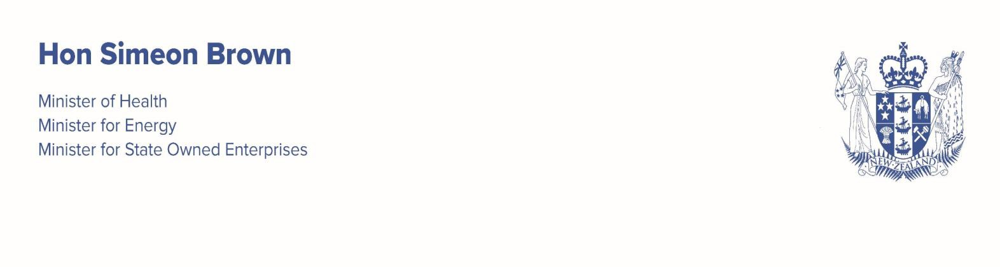 Hon Simeon Brown
Minister of Health
Minister for Energy
Minister for State Owned Enterprises
NEW·ZEALAND